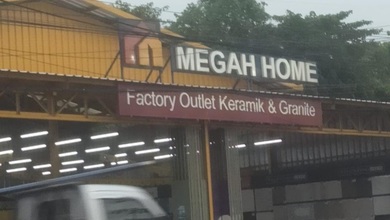 MEGAH HOME
Factory Outlet Keramik & Granite